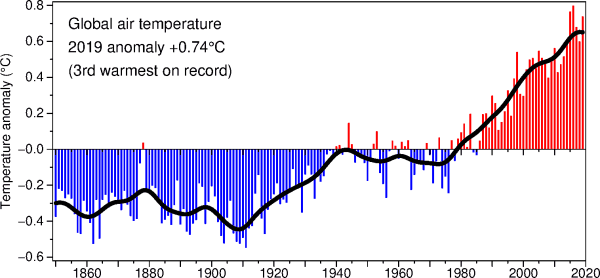 Global air temperature
2019 anomaly +0.74°C
(3rd warmest on record)
Temperature anomaly (°C)
0.8
0.6
0.4
0.2
-0.0
-0.2
-0.4
-0.6
1860 1880 1900 1920 1940 1960 1980 2000 2020